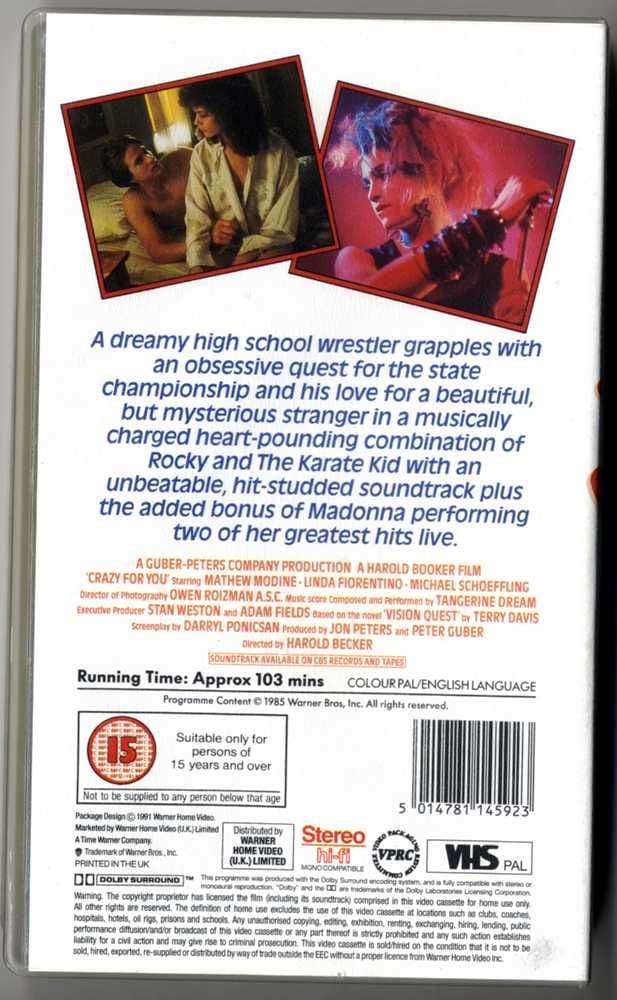 A dreamy high school wrestler grapples with
an obsessive quest for the state
championship and his love for a beautiful,
but mysterious stranger in a musically
charged heart-pounding combination of
Rocky and The Karate Kid with an
unbeatable, hit-studded soundtrack plus
the added bonus of Madonna performing
two of her greatest hits live.
A GUBER-PETERS COMPANY PRODUCTION A HAROLD BOOKER FILM
'CRAZY FOR YOU' Starring MATHEW MODINE · LINDA FIORENTINO · MICHAEL SCHOEFFLING
Director of Photography OWEN ROIZMAN A.S.C. Music score Composed and Performed by TANGERINE DREAM
Executive Producer STAN WESTON and ADAM FIELDS Based on the novel 'VISION QUEST' by TERRY DAVIS
Screenplay by DARRYL PONICSAN Produced by JON PETERS and PETER GUBER
Directed by HAROLD BECKER
SOUNDTRACK AVAILABLE ON CBS RECORDS AND TAPES
Running Time: Approx 103 mins COLOUR PAL/ENGLISH LANGUAGE
Programme Content © 1985 Warner Bros, Inc. All rights reserved.
15
Suitable only for
persons of
15 years and over
Not to be supplied to any person below that age
5 014781 145923
Package Design © 1991 Warner Home Video.
Marketed by Warner Home Video (U.K.) Limited
A Time Warner Company.
Trademark of Warner Bros., Inc.
PRINTED IN THE UK
Distributed by
WARNER
HOME VIDEO
(U.K.) LIMITED
Stereo
hi-fi
MONO COMPATIBLE
VPRC
VHS PAL
DOLBY SURROUND ™ This programme was produced with the Dolby Surround encoding system, and is fully compatible with stereo or
monaural reproduction. "Dolby" and the are trademarks of the Dolby Laboratories Licensing Corporation.
Warning. The copyright proprietor has licensed the film (including its soundtrack) comprised in this video cassette for home use only.
All other rights are reserved. The definition of home use excludes the use of this video cassette at locations such as clubs, coaches,
hospitals, hotels, oil rigs, prisons and schools. Any unauthorised copying, editing, exhibition, renting, exchanging, hiring, lending, public
performance diffusion/and/or broadcast of this video cassette or any part thereof is strictly prohibited and any such action establishes
liability for a civil action and may give rise to criminal prosecution. This video cassette is sold/hired on the condition that it is not to be
sold, hired, exported, re-supplied or distributed by way of trade outside the EEC without a proper licence from Warner Home Video Inc.